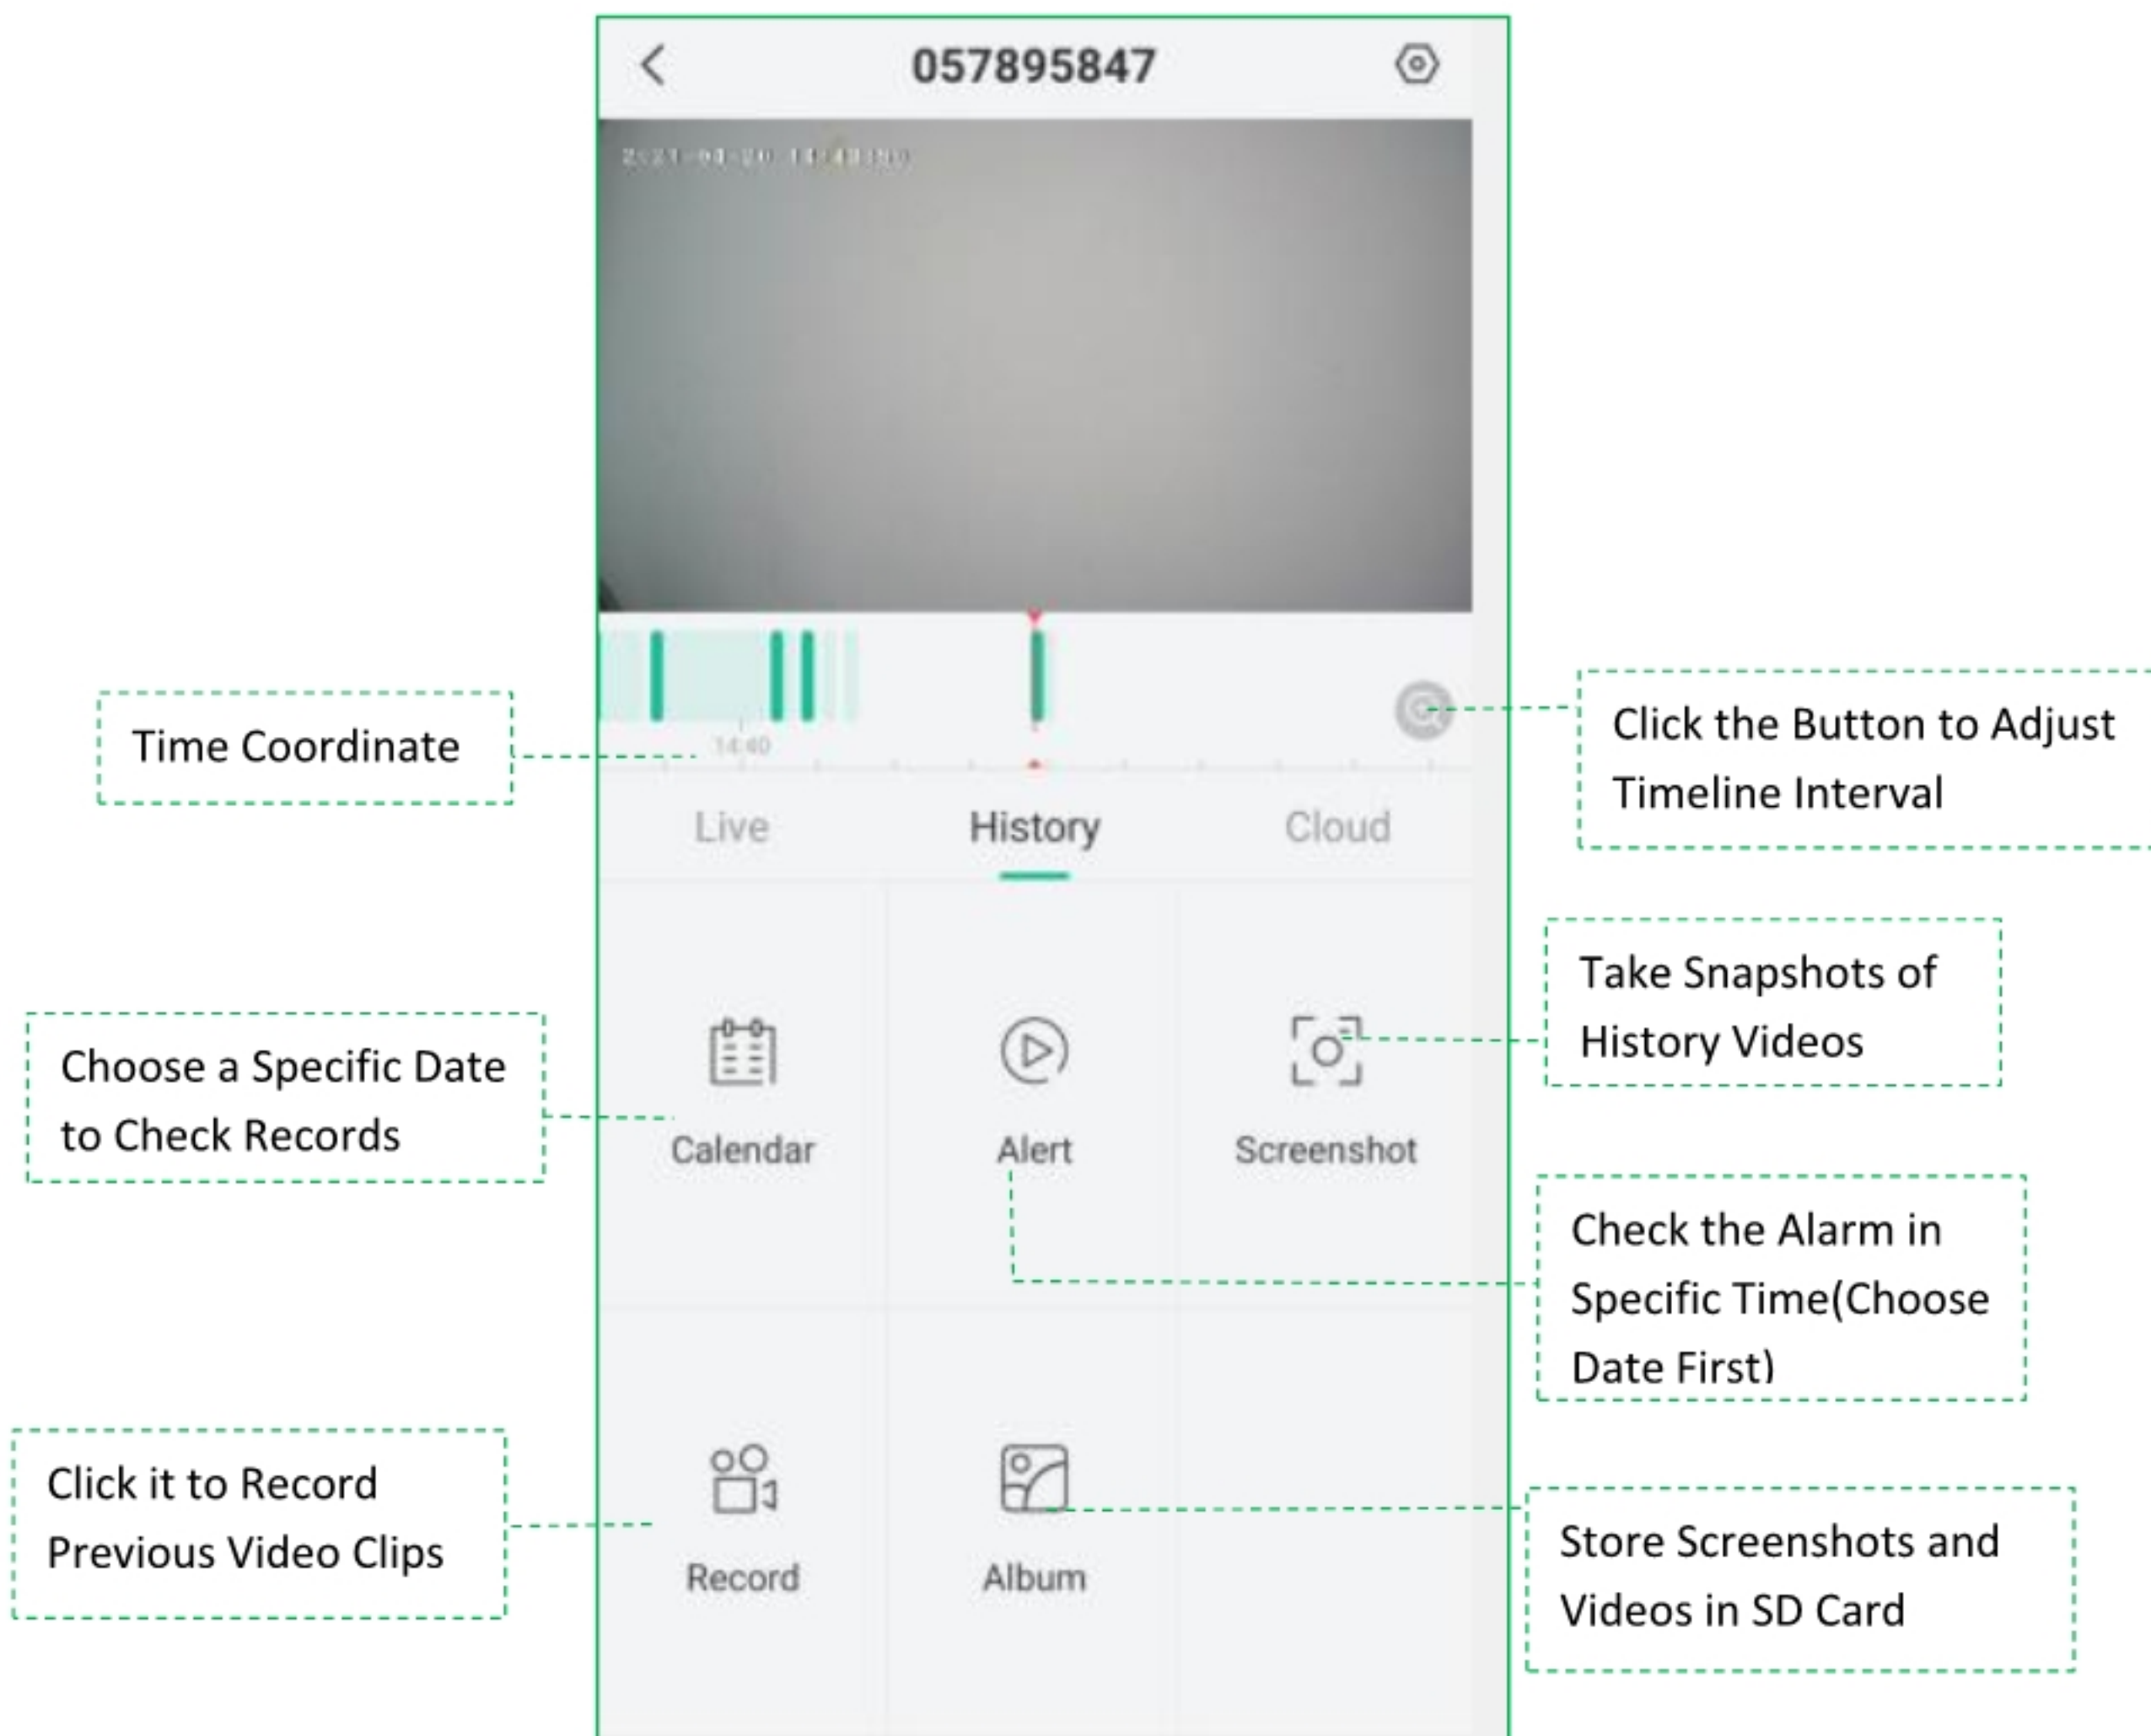 057895847
14:40
Time Coordinate
Click the Button to Adjust
Timeline Interval
Live
History
Cloud
Take Snapshots of
History Videos
Choose a Specific Date
to Check Records
Calendar
Alert
Screenshot
Check the Alarm in
Specific Time(Choose
Date First)
Click it to Record
Previous Video Clips
Record
Album
Store Screenshots and
Videos in SD Card